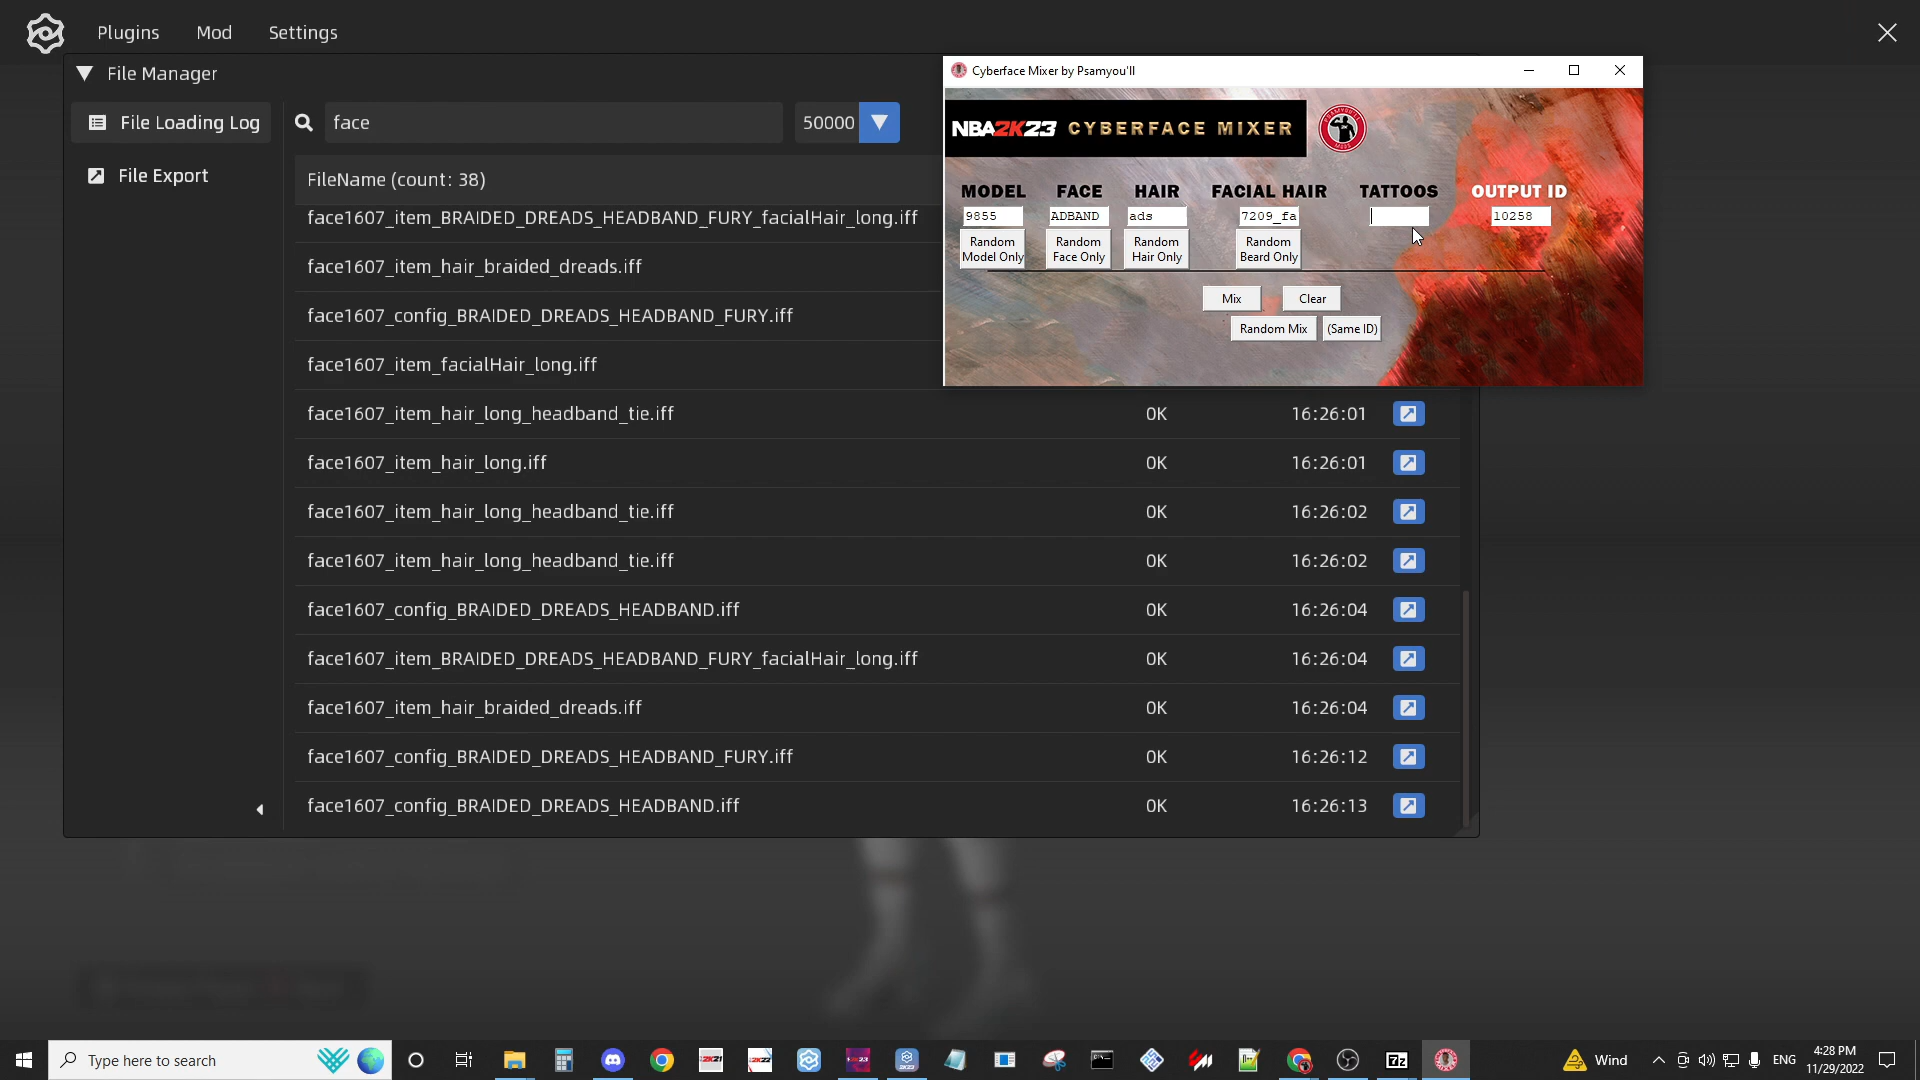 Plugins Mod Settings
File Manager
File Loading Log
File Export
face
50000
FileName (count: 38)
face1607_item_BRAIDED_DREADS_HEADBAND_FURY_facialHair_long.iff
face1607_item_hair_braided_dreads.iff
face1607_config_BRAIDED_DREADS_HEADBAND_FURY.iff
face1607_item_facialHair_long.iff
face1607_item_hair_long_headband_tie.iff OK 16:26:01
face1607_item_hair_long.iff OK 16:26:01
face1607_item_hair_long_headband_tie.iff OK 16:26:02
face1607_item_hair_long_headband_tie.iff OK 16:26:02
face1607_config_BRAIDED_DREADS_HEADBAND.iff OK 16:26:04
face1607_item_BRAIDED_DREADS_HEADBAND_FURY_facialHair_long.iff OK 16:26:04
face1607_item_hair_braided_dreads.iff OK 16:26:04
face1607_config_BRAIDED_DREADS_HEADBAND_FURY.iff OK 16:26:12
face1607_config_BRAIDED_DREADS_HEADBAND.iff OK 16:26:13
Cyberface Mixer by Psamyou'll
NBA2K23 CYBERFACE MIXER
MODEL FACE HAIR FACIAL HAIR TATTOOS OUTPUT ID
9855 ADBAND ads 7209_fa 10258
Random Random Random Random
Model Only Face Only Hair Only Beard Only
Mix Clear
Random Mix (Same ID)
Type here to search
2K21
2K22
2K23
7z
Wind
ENG
4:28 PM
11/29/2022